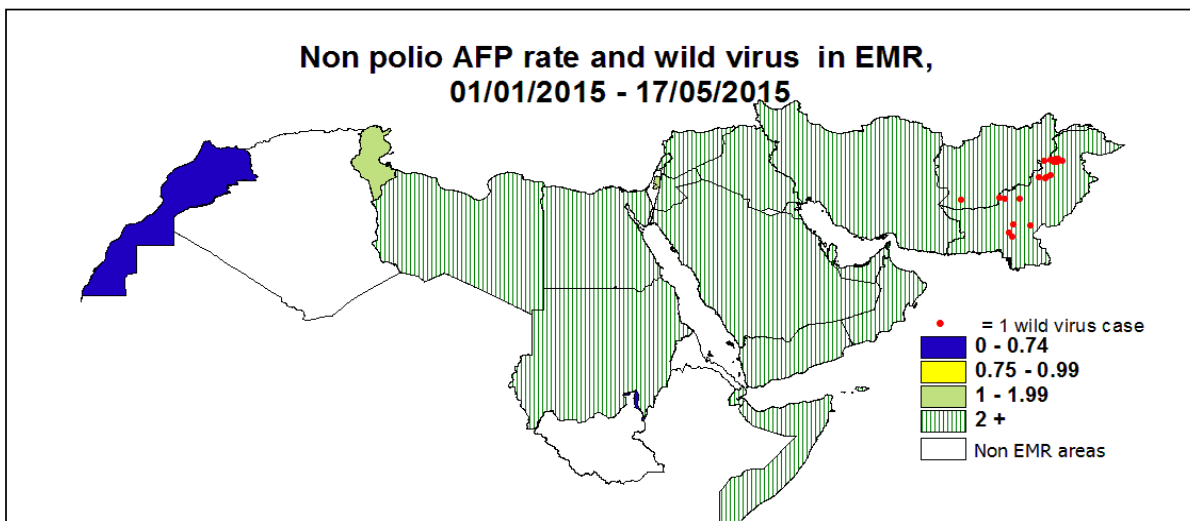 Non polio AFP rate and wild virus in EMR,
01/01/2015 - 17/05/2015
= 1 wild virus case
0 - 0.74
0.75 - 0.99
1 - 1.99
2 +
Non EMR areas